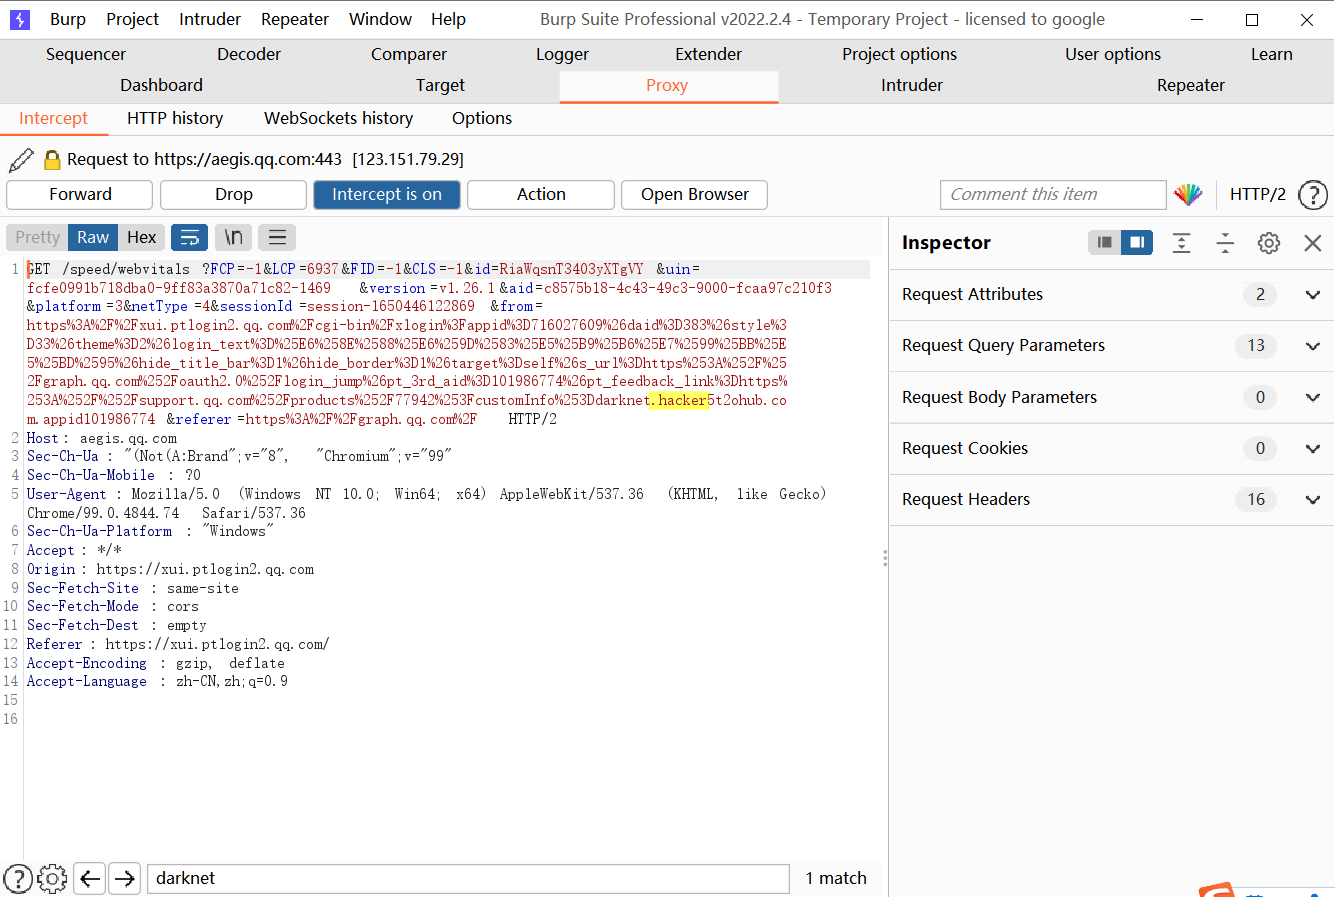 Burp Project Intruder Repeater Window Help Burp Suite Professional v2022.2.4 - Temporary Project - licensed to google
Sequencer Decoder Comparer Logger Extender Project options User options Learn
Dashboard Target Proxy Intruder Repeater
Intercept HTTP history WebSockets history Options
Request to https://aegis.qq.com:443 [123.151.79.29]
Forward Drop Intercept is on Action Open Browser Comment this item HTTP/2 ?
Pretty Raw Hex \n
Inspector
1 GET /speed/webvitals ?FCP=-1&LCP=6937&FID=-1&CLS=-1&id=RiaWqsnT3403yXTgVY &uin=
fcfe0991b718dba0-9ff83a3870a71c82-1469 &version=v1.26.1&aid=c8575b18-4c43-49c3-9000-fcaa97c210f3
&platform=3&netType=4&sessionId=session-1650446122869 &from=
https%3A%2F%2Fxui.ptlogin2.qq.com%2Fcgi-bin%2Fxlogin%3Fappid%3D716027609%26daid%3D383%26style%3
D33%26theme%3D2%26login_text%3D%25E6%258E%2588%25E6%259D%2583%25E5%25B9%25B6%25E7%2599%25BB%25E
5%25BD%2595%26hide_title_bar%3D1%26hide_border%3D1%26target%3Dself%26s_url%3Dhttps%253A%252F%25
2Fgraph.qq.com%252Foauth2.0%252Flogin_jump%26pt_3rd_aid%3D101986774%26pt_feedback_link%3Dhttps%
253A%252F%252Fsupport.qq.com%252Fproducts%252F77942%253FcustomInfo%253Ddarknet.hacker5t2ohub.co
m.appid101986774 &referer=https%3A%2F%2Fgraph.qq.com%2F HTTP/2
2 Host: aegis.qq.com
3 Sec-Ch-Ua: "(Not(A:Brand";v="8", "Chromium";v="99"
4 Sec-Ch-Ua-Mobile: ?0
5 User-Agent: Mozilla/5.0 (Windows NT 10.0; Win64; x64) AppleWebKit/537.36 (KHTML, like Gecko)
Chrome/99.0.4844.74 Safari/537.36
6 Sec-Ch-Ua-Platform: "Windows"
7 Accept: */*
8 Origin: https://xui.ptlogin2.qq.com
9 Sec-Fetch-Site: same-site
10 Sec-Fetch-Mode: cors
11 Sec-Fetch-Dest: empty
12 Referer: https://xui.ptlogin2.qq.com/
13 Accept-Encoding: gzip, deflate
14 Accept-Language: zh-CN,zh;q=0.9
15
16
Request Attributes 2
Request Query Parameters 13
Request Body Parameters 0
Request Cookies 0
Request Headers 16
? darknet 1 match